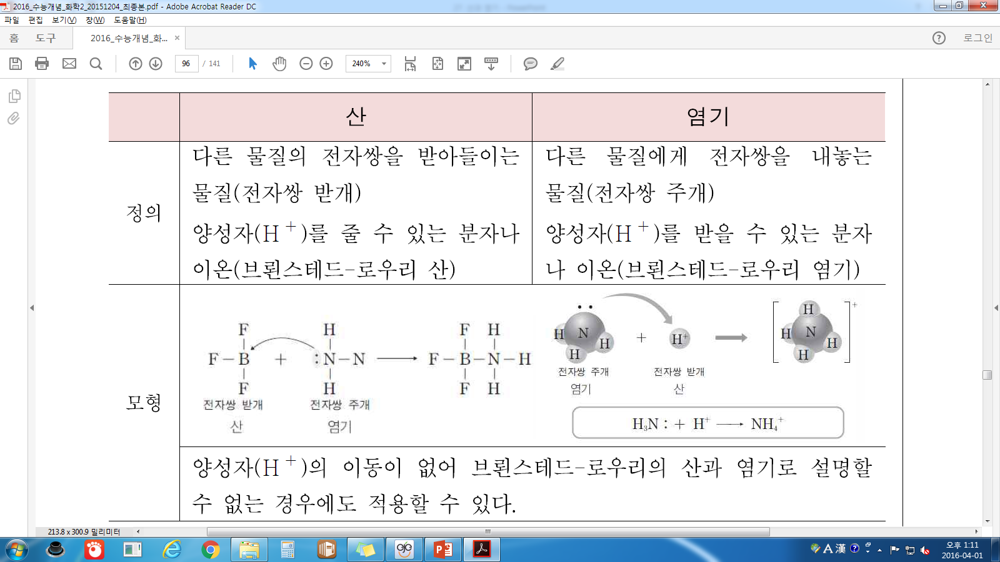 2016_수능개념_화학2_20151204_최종본.pdf - Adobe Acrobat Reader DC
파일 편집 보기(V) 창(W) 도움말(H)
홈 도구 2016_수능개념_화... × ? 로그인
96 / 141 240%
산 염기
정의
다른 물질의 전자쌍을 받아들이는
물질(전자쌍 받개)
양성자(H⁺)를 줄 수 있는 분자나
이온(브뢴스테드-로우리 산)
다른 물질에게 전자쌍을 내놓는
물질(전자쌍 주개)
양성자(H⁺)를 받을 수 있는 분자
나 이온(브뢴스테드-로우리 염기)
모형
F H F H
F－B + :N－N ⟶ F－B－N－H
F H F H
전자쌍 받개 전자쌍 주개
산 염기
H N H H + H⁺ → [H H N H H]⁺
전자쌍 주개 전자쌍 받개
염기 산
H₃N : + H⁺ ⟶ NH₄⁺
양성자(H⁺)의 이동이 없어 브뢴스테드-로우리의 산과 염기로 설명할
수 없는 경우에도 적용할 수 있다.
213.8 x 300.9 밀리미터
A 漢 ? 오후 1:11
2016-04-01